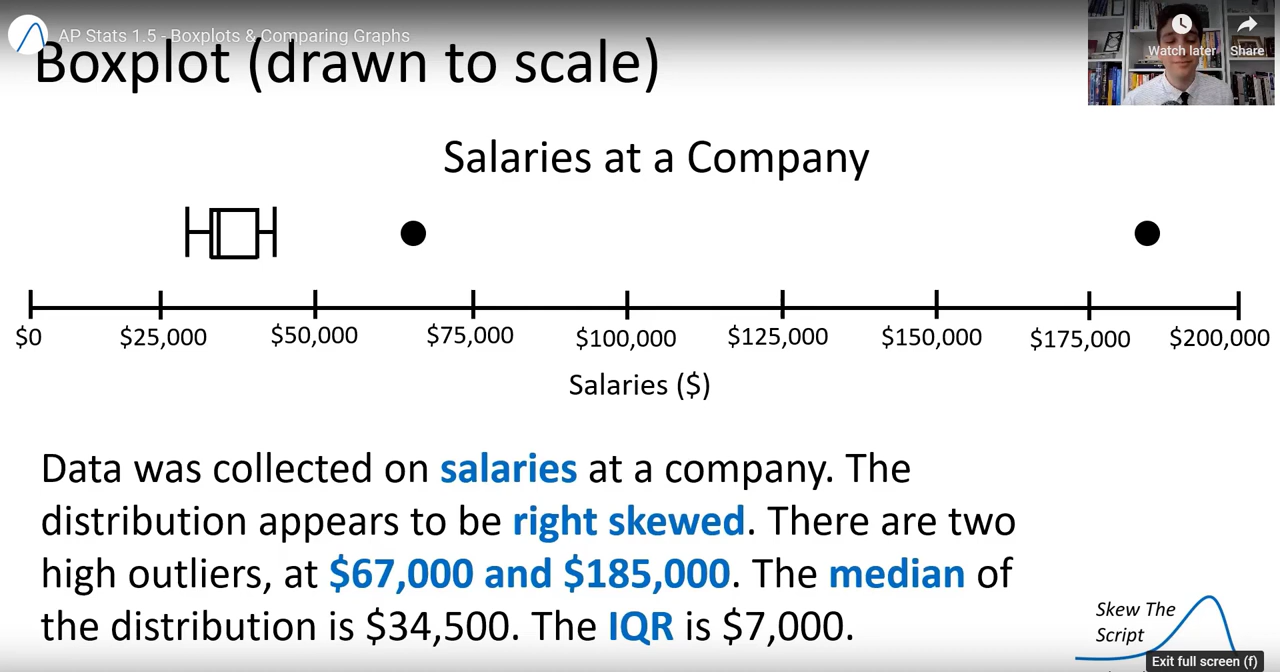 AP Stats 1.5 - Boxplots & Comparing Graphs
Watch later
Share
Boxplot (drawn to scale)
Salaries at a Company
$0 $25,000 $50,000 $75,000 $100,000 $125,000 $150,000 $175,000 $200,000
Salaries ($)
Data was collected on salaries at a company. The
distribution appears to be right skewed. There are two
high outliers, at $67,000 and $185,000. The median of
the distribution is $34,500. The IQR is $7,000.
Skew The
Script
Exit full screen (f)